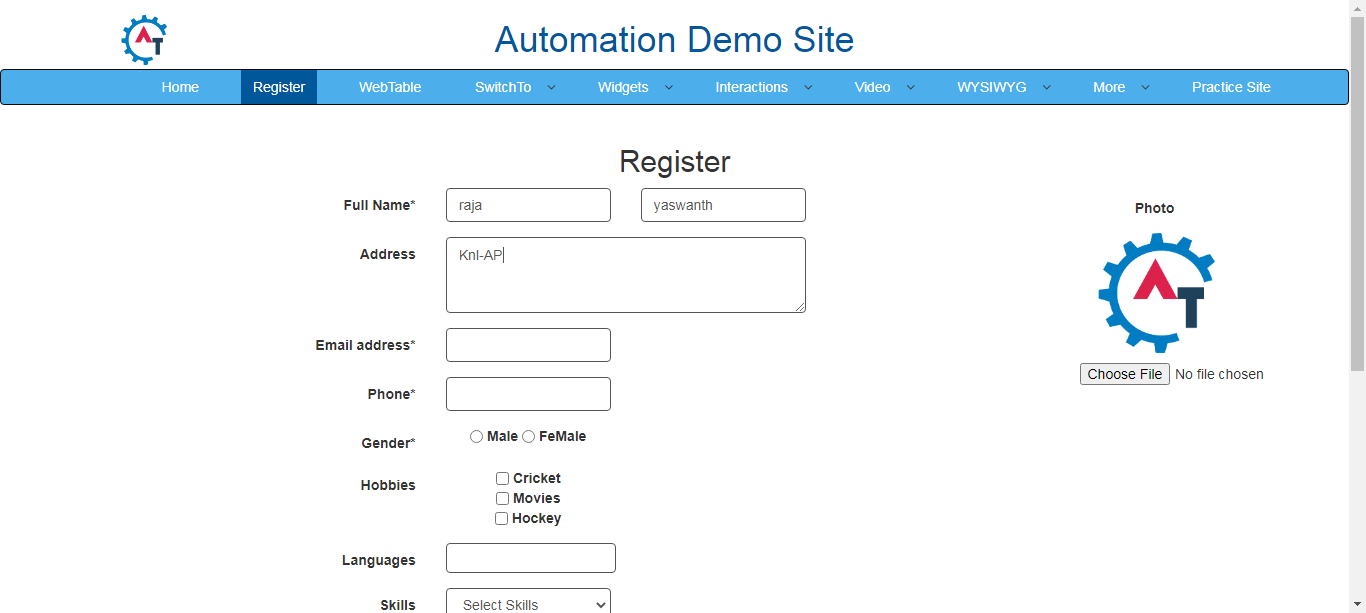 AT
Automation Demo Site
Home Register WebTable SwitchTo Widgets Interactions Video WYSIWYG More Practice Site
Register
Full Name* raja yaswanth
Photo
Address Knl-AP
AT
Email address*
Choose File No file chosen
Phone*
Gender* Male FeMale
Hobbies Cricket
Movies
Hockey
Languages
Skills Select Skills